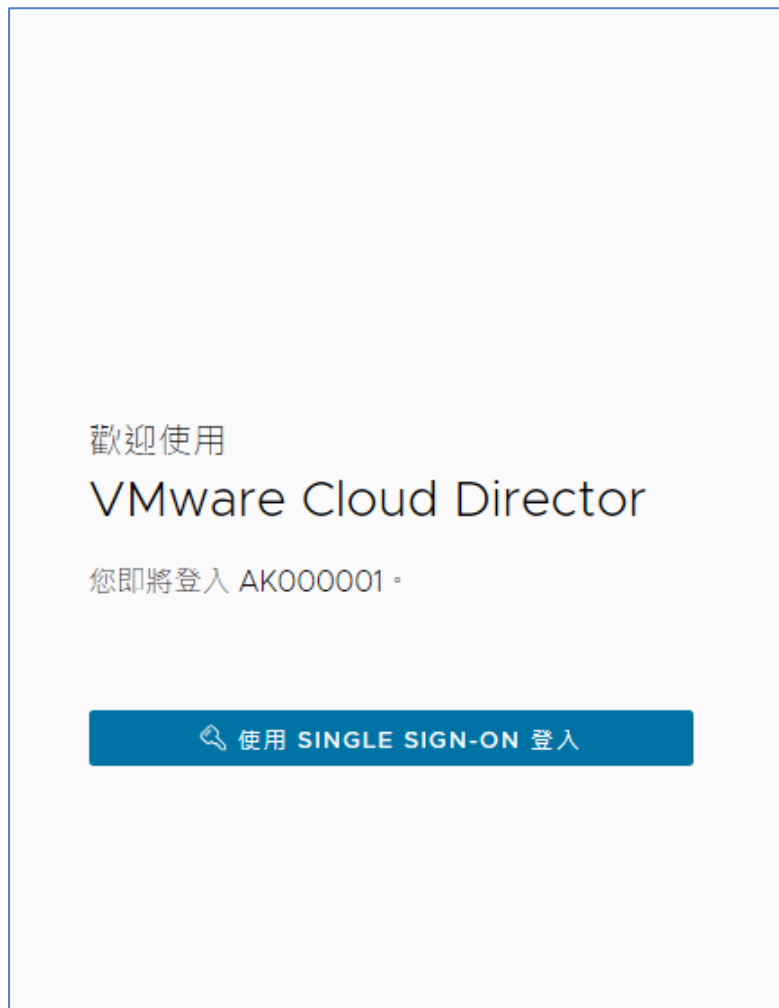 歡迎使用
VMware Cloud Director
您即將登入 AK000001。
使用 SINGLE SIGN-ON 登入